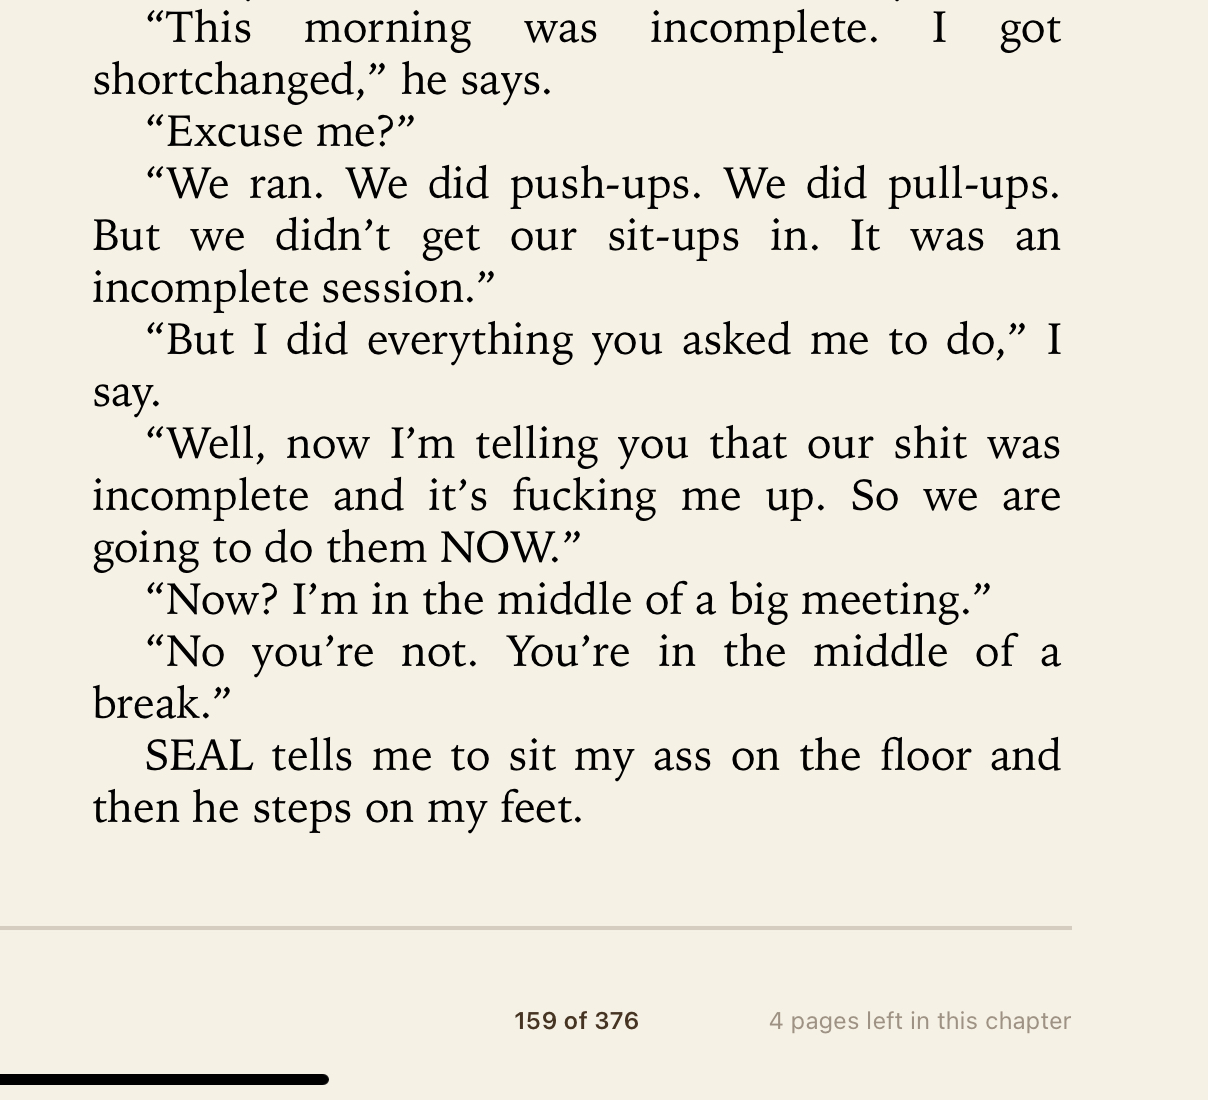 “This morning was incomplete. I got
shortchanged,” he says.
“Excuse me?”
“We ran. We did push-ups. We did pull-ups.
But we didn’t get our sit-ups in. It was an
incomplete session.”
“But I did everything you asked me to do,” I
say.
“Well, now I’m telling you that our shit was
incomplete and it’s fucking me up. So we are
going to do them NOW.”
“Now? I’m in the middle of a big meeting.”
“No you’re not. You’re in the middle of a
break.”
SEAL tells me to sit my ass on the floor and
then he steps on my feet.
159 of 376
4 pages left in this chapter